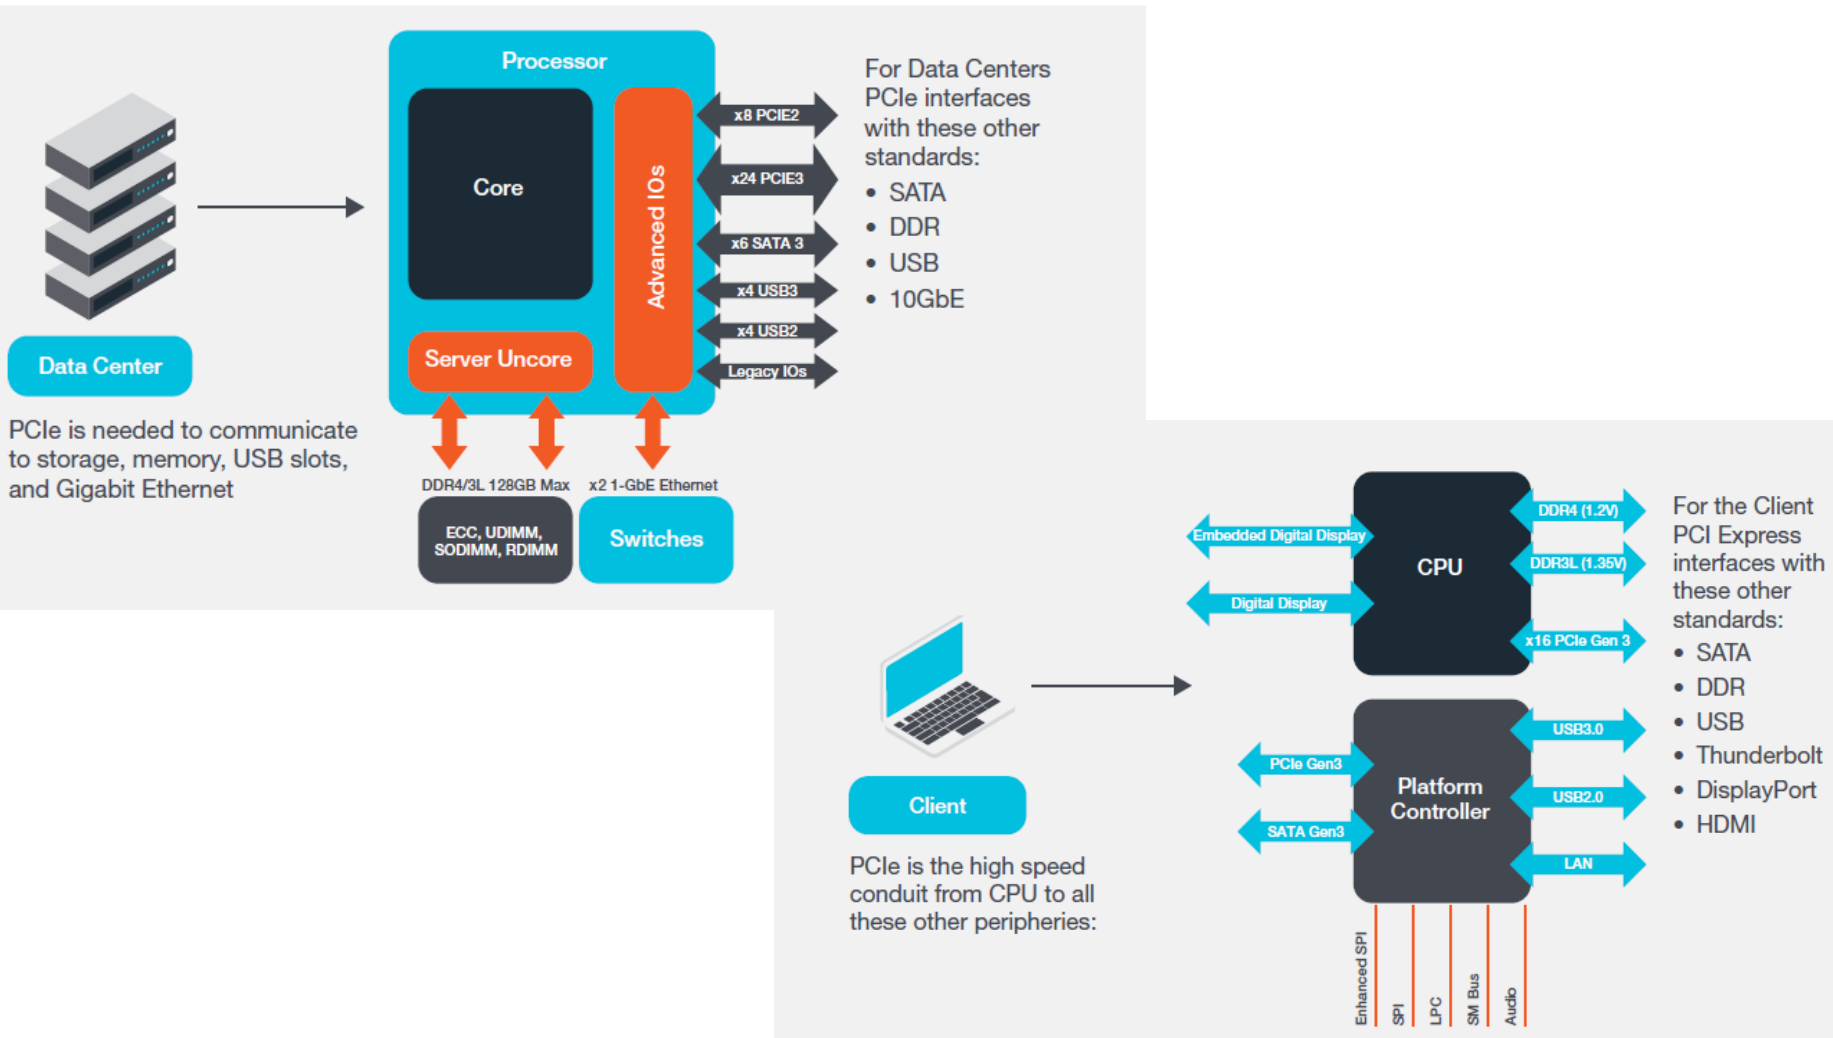 Processor
Core
Advanced IOs
Server Uncore
x8 PCIE2
x24 PCIE3
x6 SATA 3
x4 USB3
x4 USB2
Legacy IOs
For Data Centers
PCIe interfaces
with these other
standards:
• SATA
• DDR
• USB
• 10GbE
Data Center
PCIe is needed to communicate
to storage, memory, USB slots,
and Gigabit Ethernet
DDR4/3L 128GB Max
x2 1-GbE Ethernet
ECC, UDIMM,
SODIMM, RDIMM
Switches
Embedded Digital Display
Digital Display
CPU
DDR4 (1.2V)
DDR3L (1.35V)
x16 PCIe Gen 3
For the Client
PCI Express
interfaces with
these other
standards:
• SATA
• DDR
• USB
• Thunderbolt
• DisplayPort
• HDMI
PCIe Gen3
SATA Gen3
Platform
Controller
USB3.0
USB2.0
LAN
Client
PCIe is the high speed
conduit from CPU to all
these other peripheries:
Enhanced SPI
SPI
LPC
SM Bus
Audio